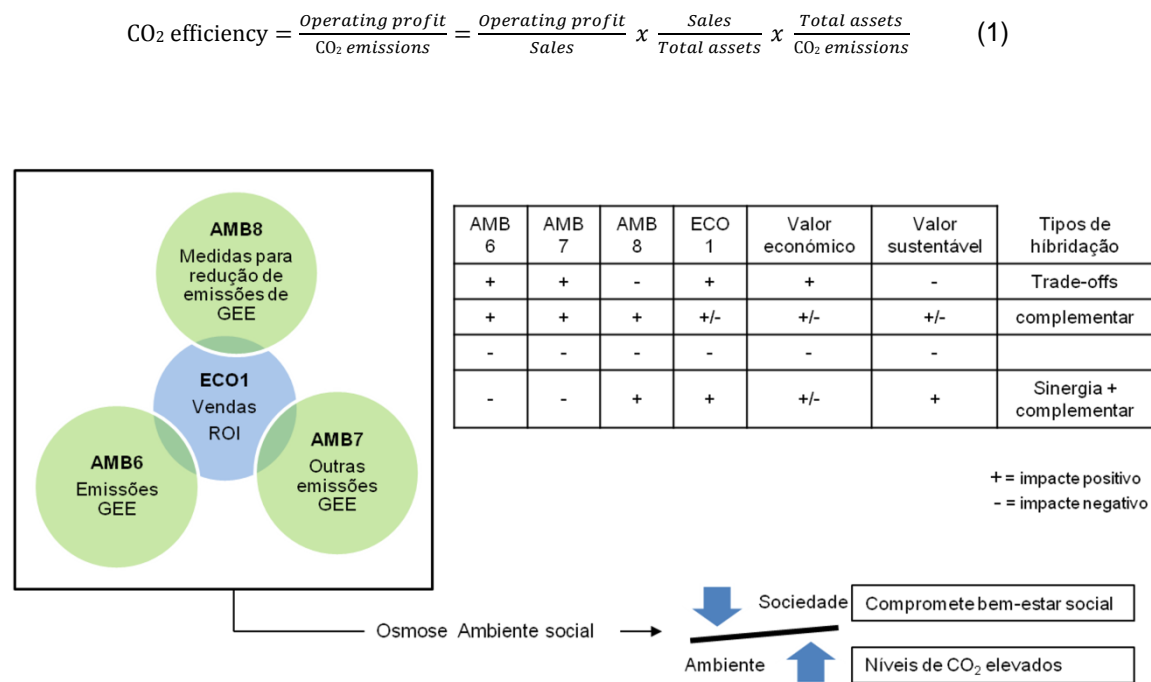 CO₂ efficiency = Operating profit / CO₂ emissions = Operating profit / Sales x Sales / Total assets x Total assets / CO₂ emissions (1)
AMB8
Medidas para
redução de
emissões de
GEE
ECO1
Vendas
ROI
AMB6
Emissões
GEE
AMB7
Outras
emissões
GEE
AMB 6 | AMB 7 | AMB 8 | ECO 1 | Valor económico | Valor sustentável | Tipos de híbridação
+ | + | - | + | + | - | Trade-offs
+ | + | + | +/- | +/- | +/- | complementar
- | - | - | - | - | - |
- | - | + | + | +/- | + | Sinergia + complementar
+ = impacte positivo
- = impacte negativo
Osmose Ambiente social
Sociedade
Compromete bem-estar social
Ambiente
Níveis de CO₂ elevados